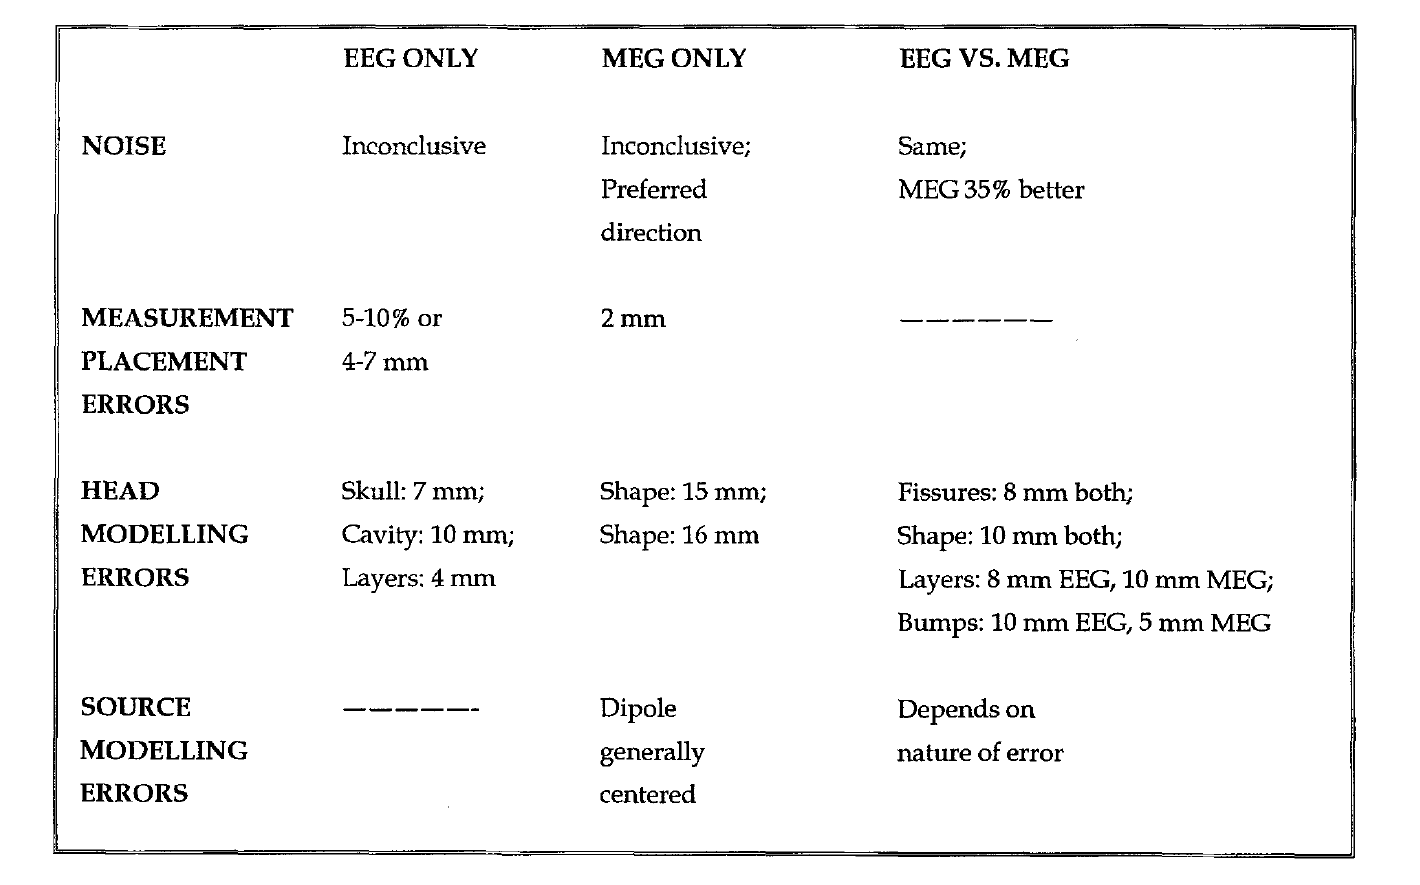 EEG ONLY MEG ONLY EEG VS. MEG
NOISE Inconclusive Inconclusive; Same;
Preferred MEG 35% better
direction
MEASUREMENT 5-10% or 2 mm ——————
PLACEMENT 4-7 mm
ERRORS
HEAD Skull: 7 mm; Shape: 15 mm; Fissures: 8 mm both;
MODELLING Cavity: 10 mm; Shape: 16 mm Shape: 10 mm both;
ERRORS Layers: 4 mm Layers: 8 mm EEG, 10 mm MEG;
Bumps: 10 mm EEG, 5 mm MEG
SOURCE —————- Dipole Depends on
MODELLING generally nature of error
ERRORS centered